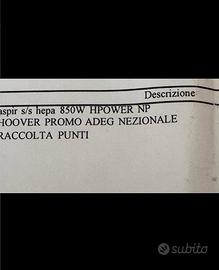 Descrizione
aspir s/s hepa 850W HPOWER NP
HOOVER PROMO ADEG NEZIONALE
RACCOLTA PUNTI
subito